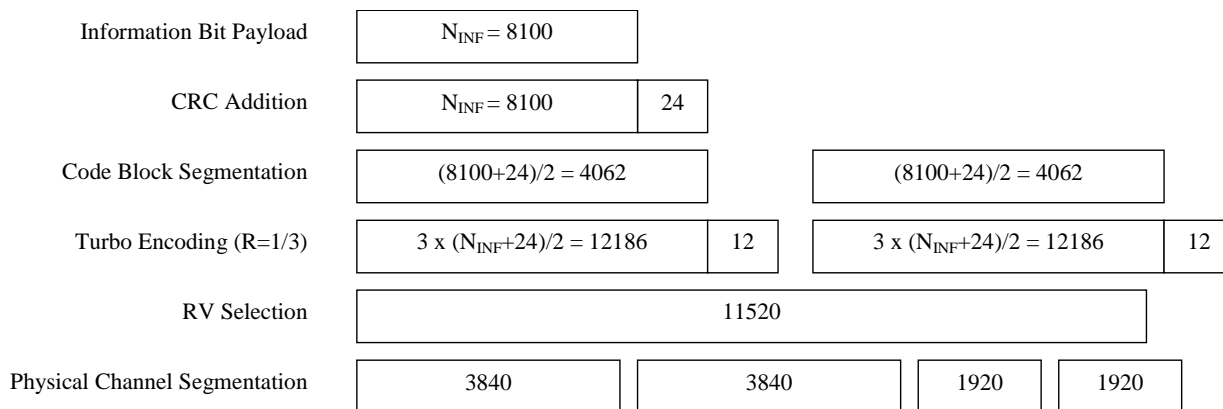 Information Bit Payload N_INF = 8100
CRC Addition N_INF = 8100 24
Code Block Segmentation (8100+24)/2 = 4062 (8100+24)/2 = 4062
Turbo Encoding (R=1/3) 3 x (N_INF+24)/2 = 12186 12 3 x (N_INF+24)/2 = 12186 12
RV Selection 11520
Physical Channel Segmentation 3840 3840 1920 1920